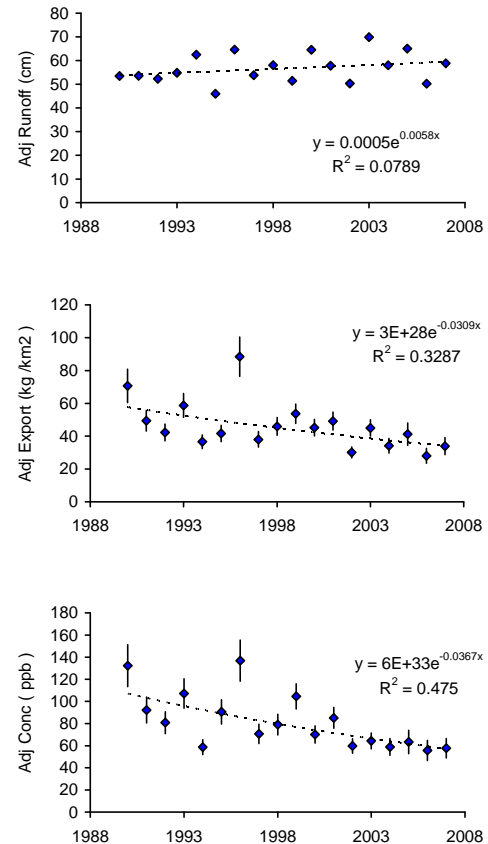 80
70
60
50
40
30
20
10
0
Adj Runoff (cm)
y = 0.0005e^0.0058x
R² = 0.0789
1988 1993 1998 2003 2008
120
100
80
60
40
20
0
Adj Export (kg /km2 )
y = 3E+28e^-0.0309x
R² = 0.3287
1988 1993 1998 2003 2008
180
160
140
120
100
80
60
40
20
0
Adj Conc ( ppb)
y = 6E+33e^-0.0367x
R² = 0.475
1988 1993 1998 2003 2008